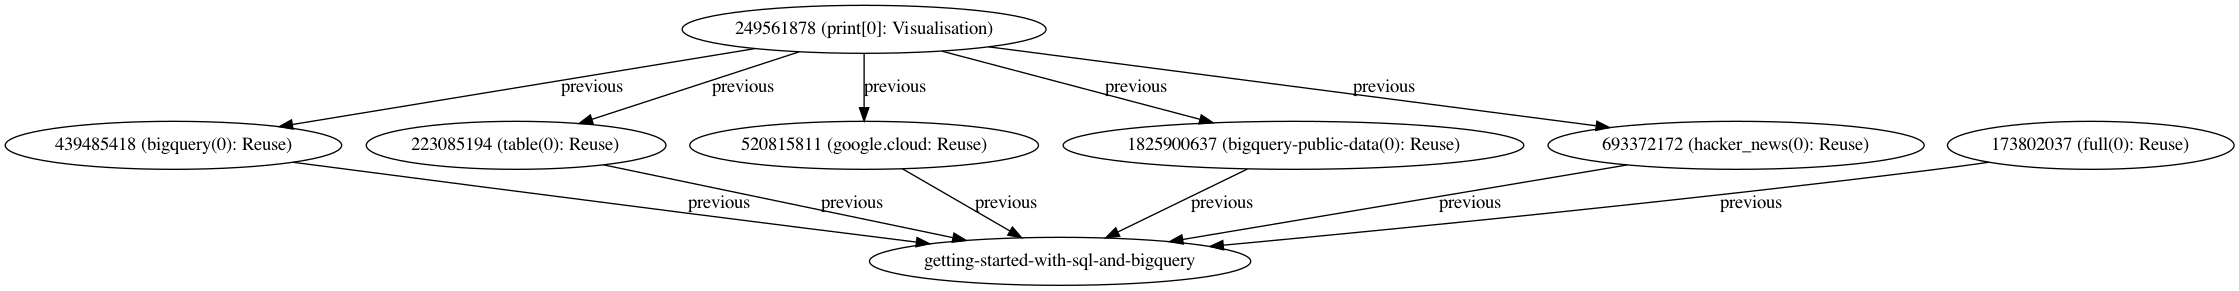 249561878 (print[0]: Visualisation)
previous
previous
previous
previous
previous
439485418 (bigquery(0): Reuse)
223085194 (table(0): Reuse)
520815811 (google.cloud: Reuse)
1825900637 (bigquery-public-data(0): Reuse)
693372172 (hacker_news(0): Reuse)
173802037 (full(0): Reuse)
previous
previous
previous
previous
previous
previous
getting-started-with-sql-and-bigquery